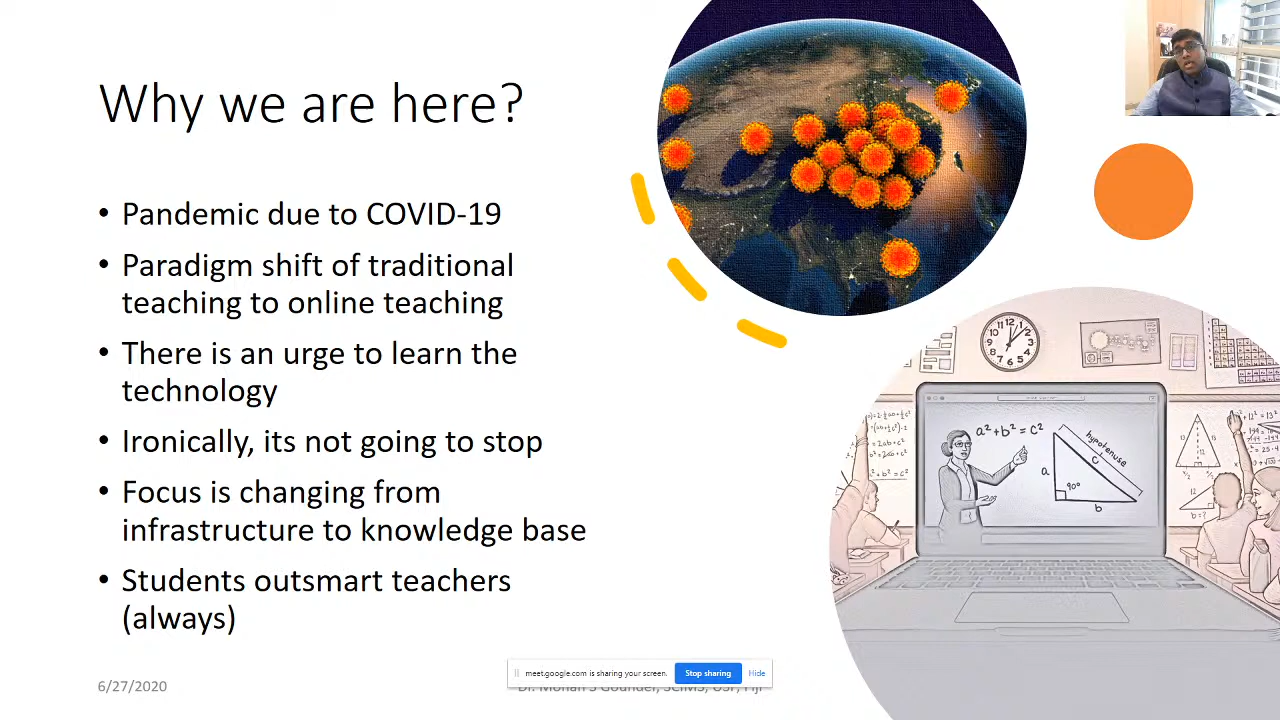 Why we are here?
• Pandemic due to COVID-19
• Paradigm shift of traditional
teaching to online teaching
• There is an urge to learn the
technology
• Ironically, its not going to stop
• Focus is changing from
infrastructure to knowledge base
• Students outsmart teachers
(always)
a² + b² = c²
hypotenuse
a
c
90°
b
6/27/2020
meet.google.com is sharing your screen.
Stop sharing
Hide